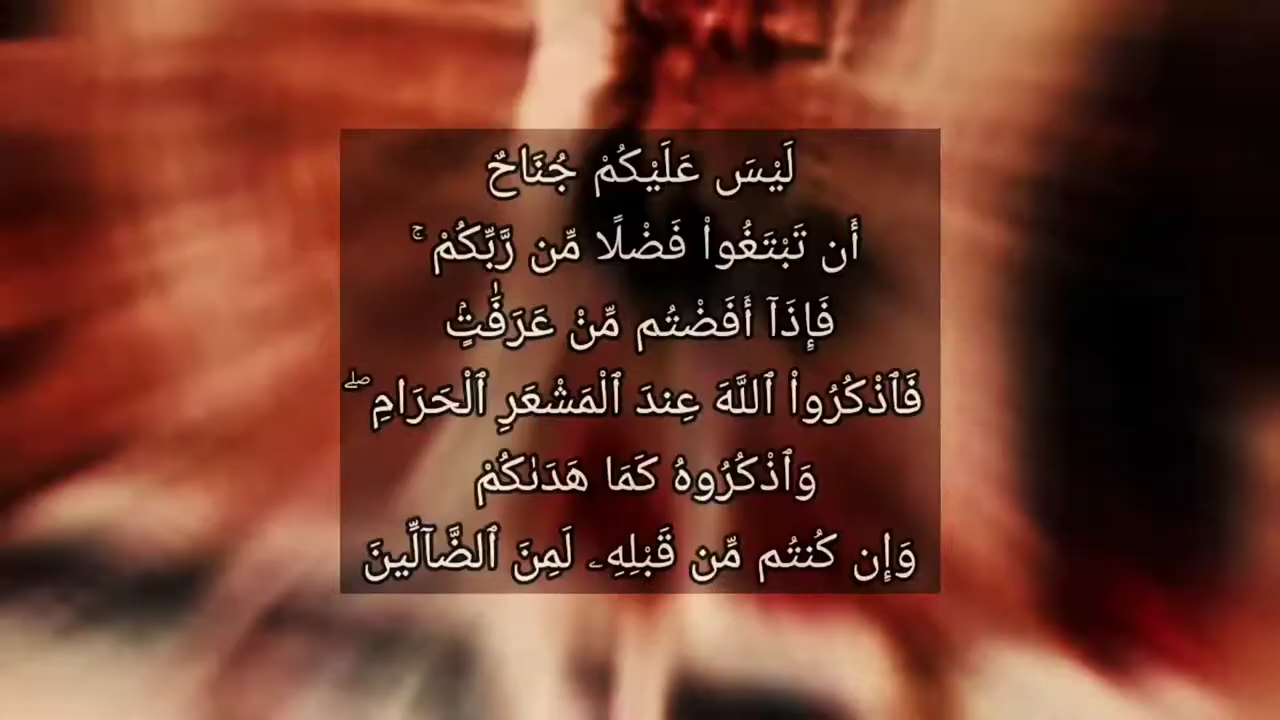 لَيْسَ عَلَيْكُمْ جُنَاحٌ
أَن تَبْتَغُوا۟ فَضْلًا مِّن رَّبِّكُمْ ۚ
فَإِذَآ أَفَضْتُم مِّنْ عَرَفَٰتٍۢ
فَٱذْكُرُوا۟ ٱللَّهَ عِندَ ٱلْمَشْعَرِ ٱلْحَرَامِ ۖ
وَٱذْكُرُوهُ كَمَا هَدَىٰكُمْ
وَإِن كُنتُم مِّن قَبْلِهِۦ لَمِنَ ٱلضَّآلِّينَ